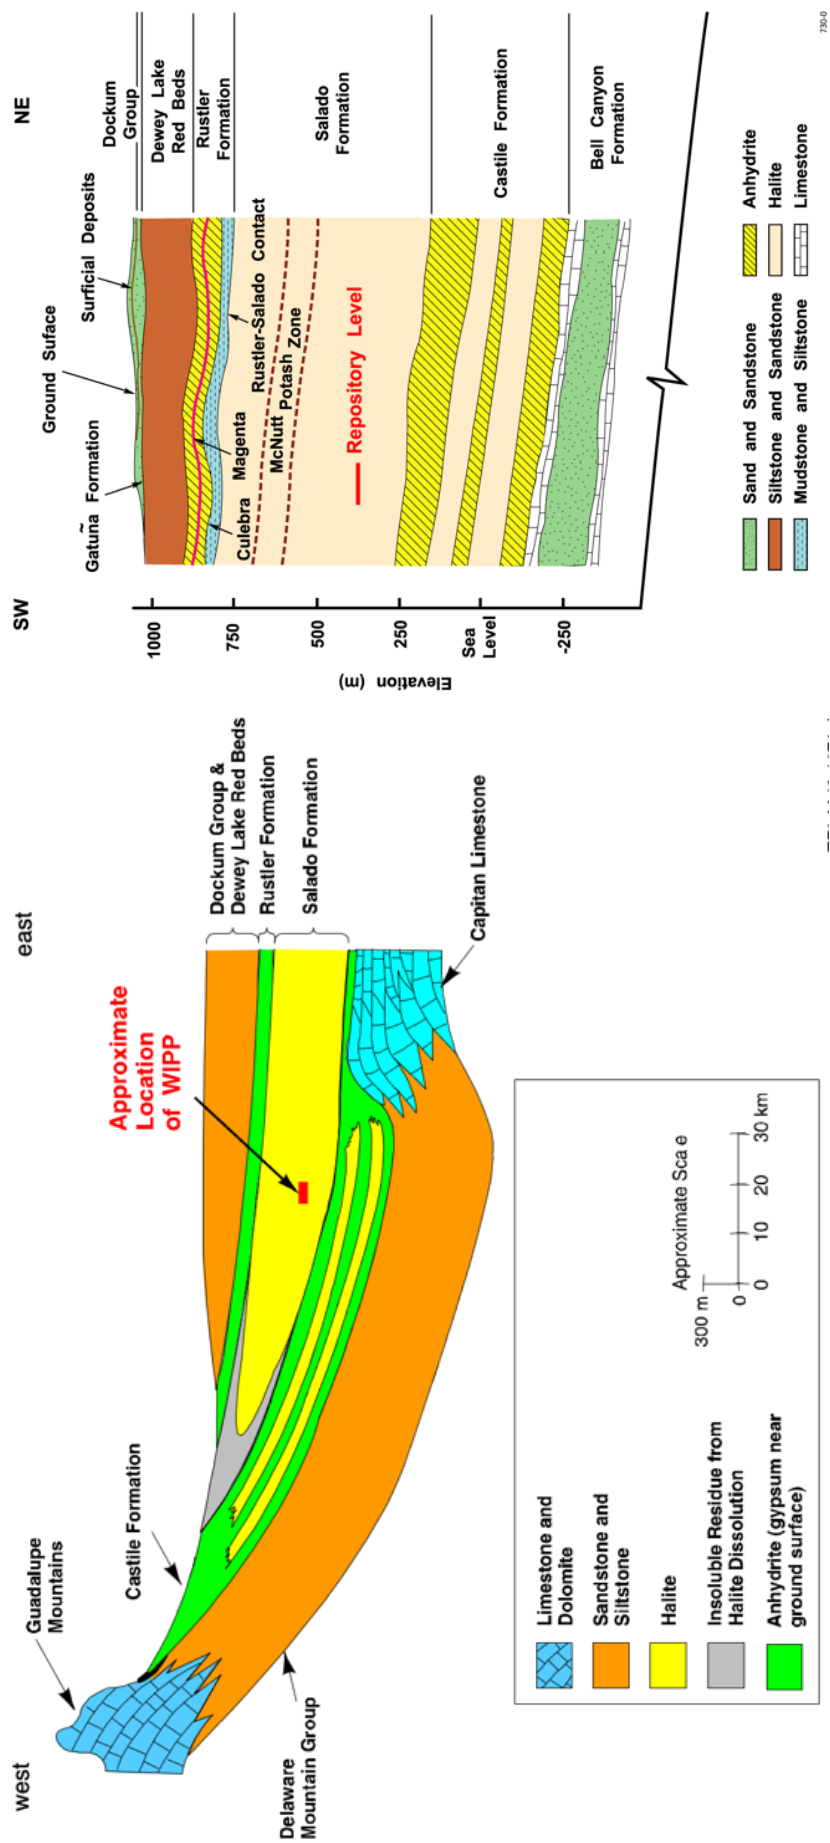 west
east
Guadalupe
Mountains
Castile Formation
Approximate
Location
of WIPP
Dockum Group &
Dewey Lake Red Beds
Rustler Formation
Salado Formation
Capitan Limestone
Delaware
Mountain Group
Limestone and
Dolomite
Sandstone and
Siltstone
Halite
Insoluble Residue from
Halite Dissolution
Anhydrite (gypsum near
ground surface)
Approximate Sca e
300 m
0
0
10
20
30 km
SW
NE
Gatuña Formation
Ground Suface
Surficial Deposits
Dockum
Group
Dewey Lake
Red Beds
Rustler
Formation
Salado
Formation
Castile Formation
Bell Canyon
Formation
Culebra
Magenta
Rustler-Salado Contact
McNutt Potash Zone
Repository Level
Elevation (m)
1000
750
500
250
Sea
Level
-250
Sand and Sandstone
Siltstone and Sandstone
Mudstone and Siltstone
Anhydrite
Halite
Limestone
730-0